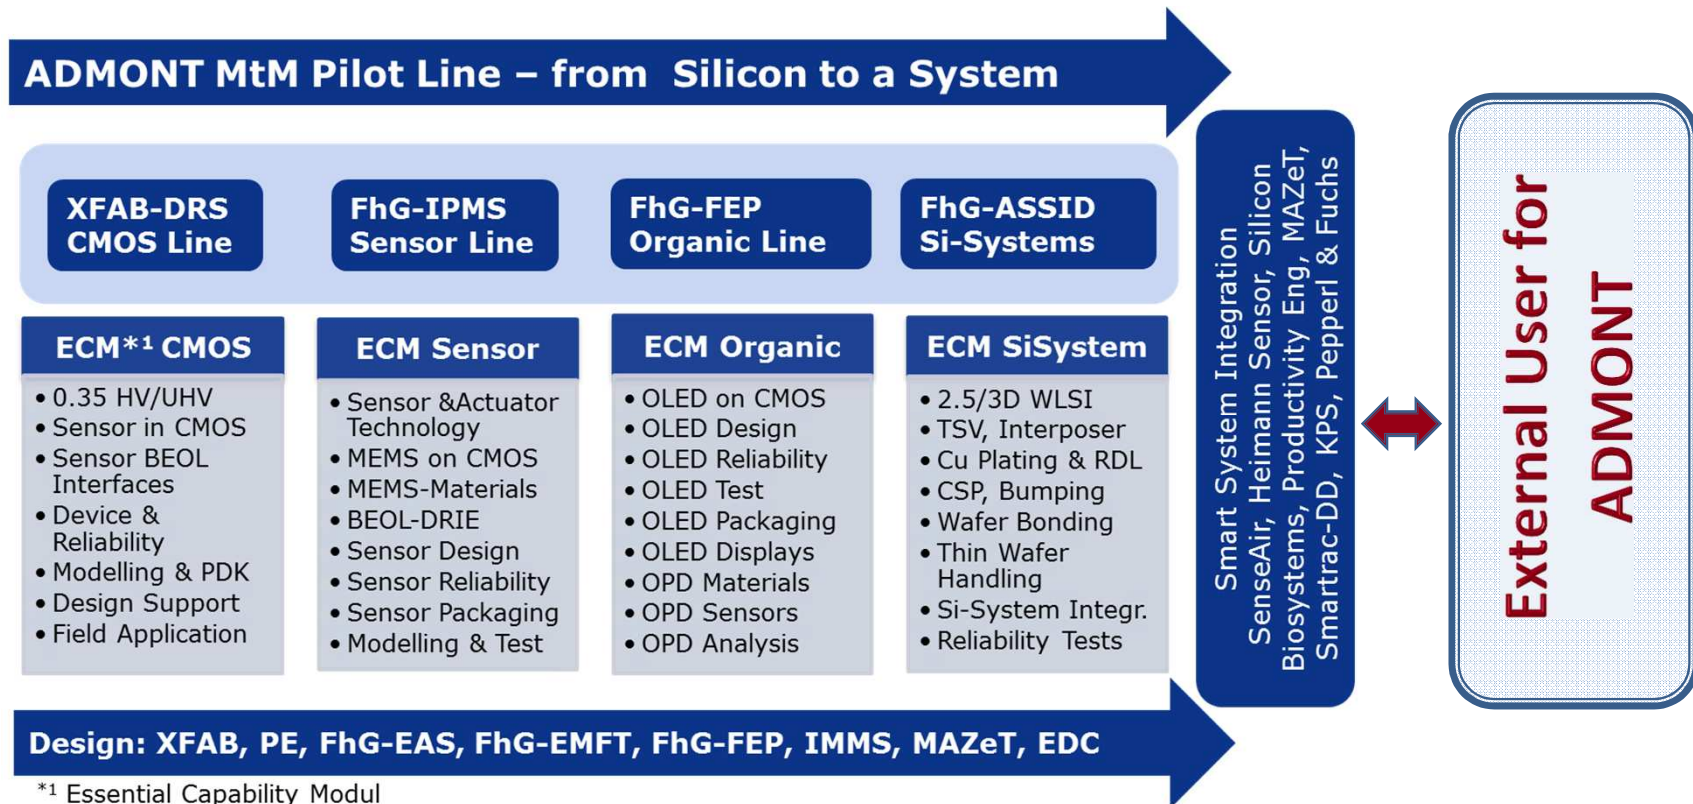 ADMONT MtM Pilot Line – from Silicon to a System
XFAB-DRS
CMOS Line
FhG-IPMS
Sensor Line
FhG-FEP
Organic Line
FhG-ASSID
Si-Systems
ECM*1 CMOS
• 0.35 HV/UHV
• Sensor in CMOS
• Sensor BEOL
Interfaces
• Device &
Reliability
• Modelling & PDK
• Design Support
• Field Application
ECM Sensor
• Sensor &Actuator
Technology
• MEMS on CMOS
• MEMS-Materials
• BEOL-DRIE
• Sensor Design
• Sensor Reliability
• Sensor Packaging
• Modelling & Test
ECM Organic
• OLED on CMOS
• OLED Design
• OLED Reliability
• OLED Test
• OLED Packaging
• OLED Displays
• OPD Materials
• OPD Sensors
• OPD Analysis
ECM SiSystem
• 2.5/3D WLSI
• TSV, Interposer
• Cu Plating & RDL
• CSP, Bumping
• Wafer Bonding
• Thin Wafer
Handling
• Si-System Integr.
• Reliability Tests
Smart System Integration
SenseAir, Heimann Sensor, Silicon
Biosystems, Productivity Eng, MAZeT,
Smartrac-DD, KPS, Pepperl & Fuchs
External User for
ADMONT
Design: XFAB, PE, FhG-EAS, FhG-EMFT, FhG-FEP, IMMS, MAZeT, EDC
*1 Essential Capability Modul